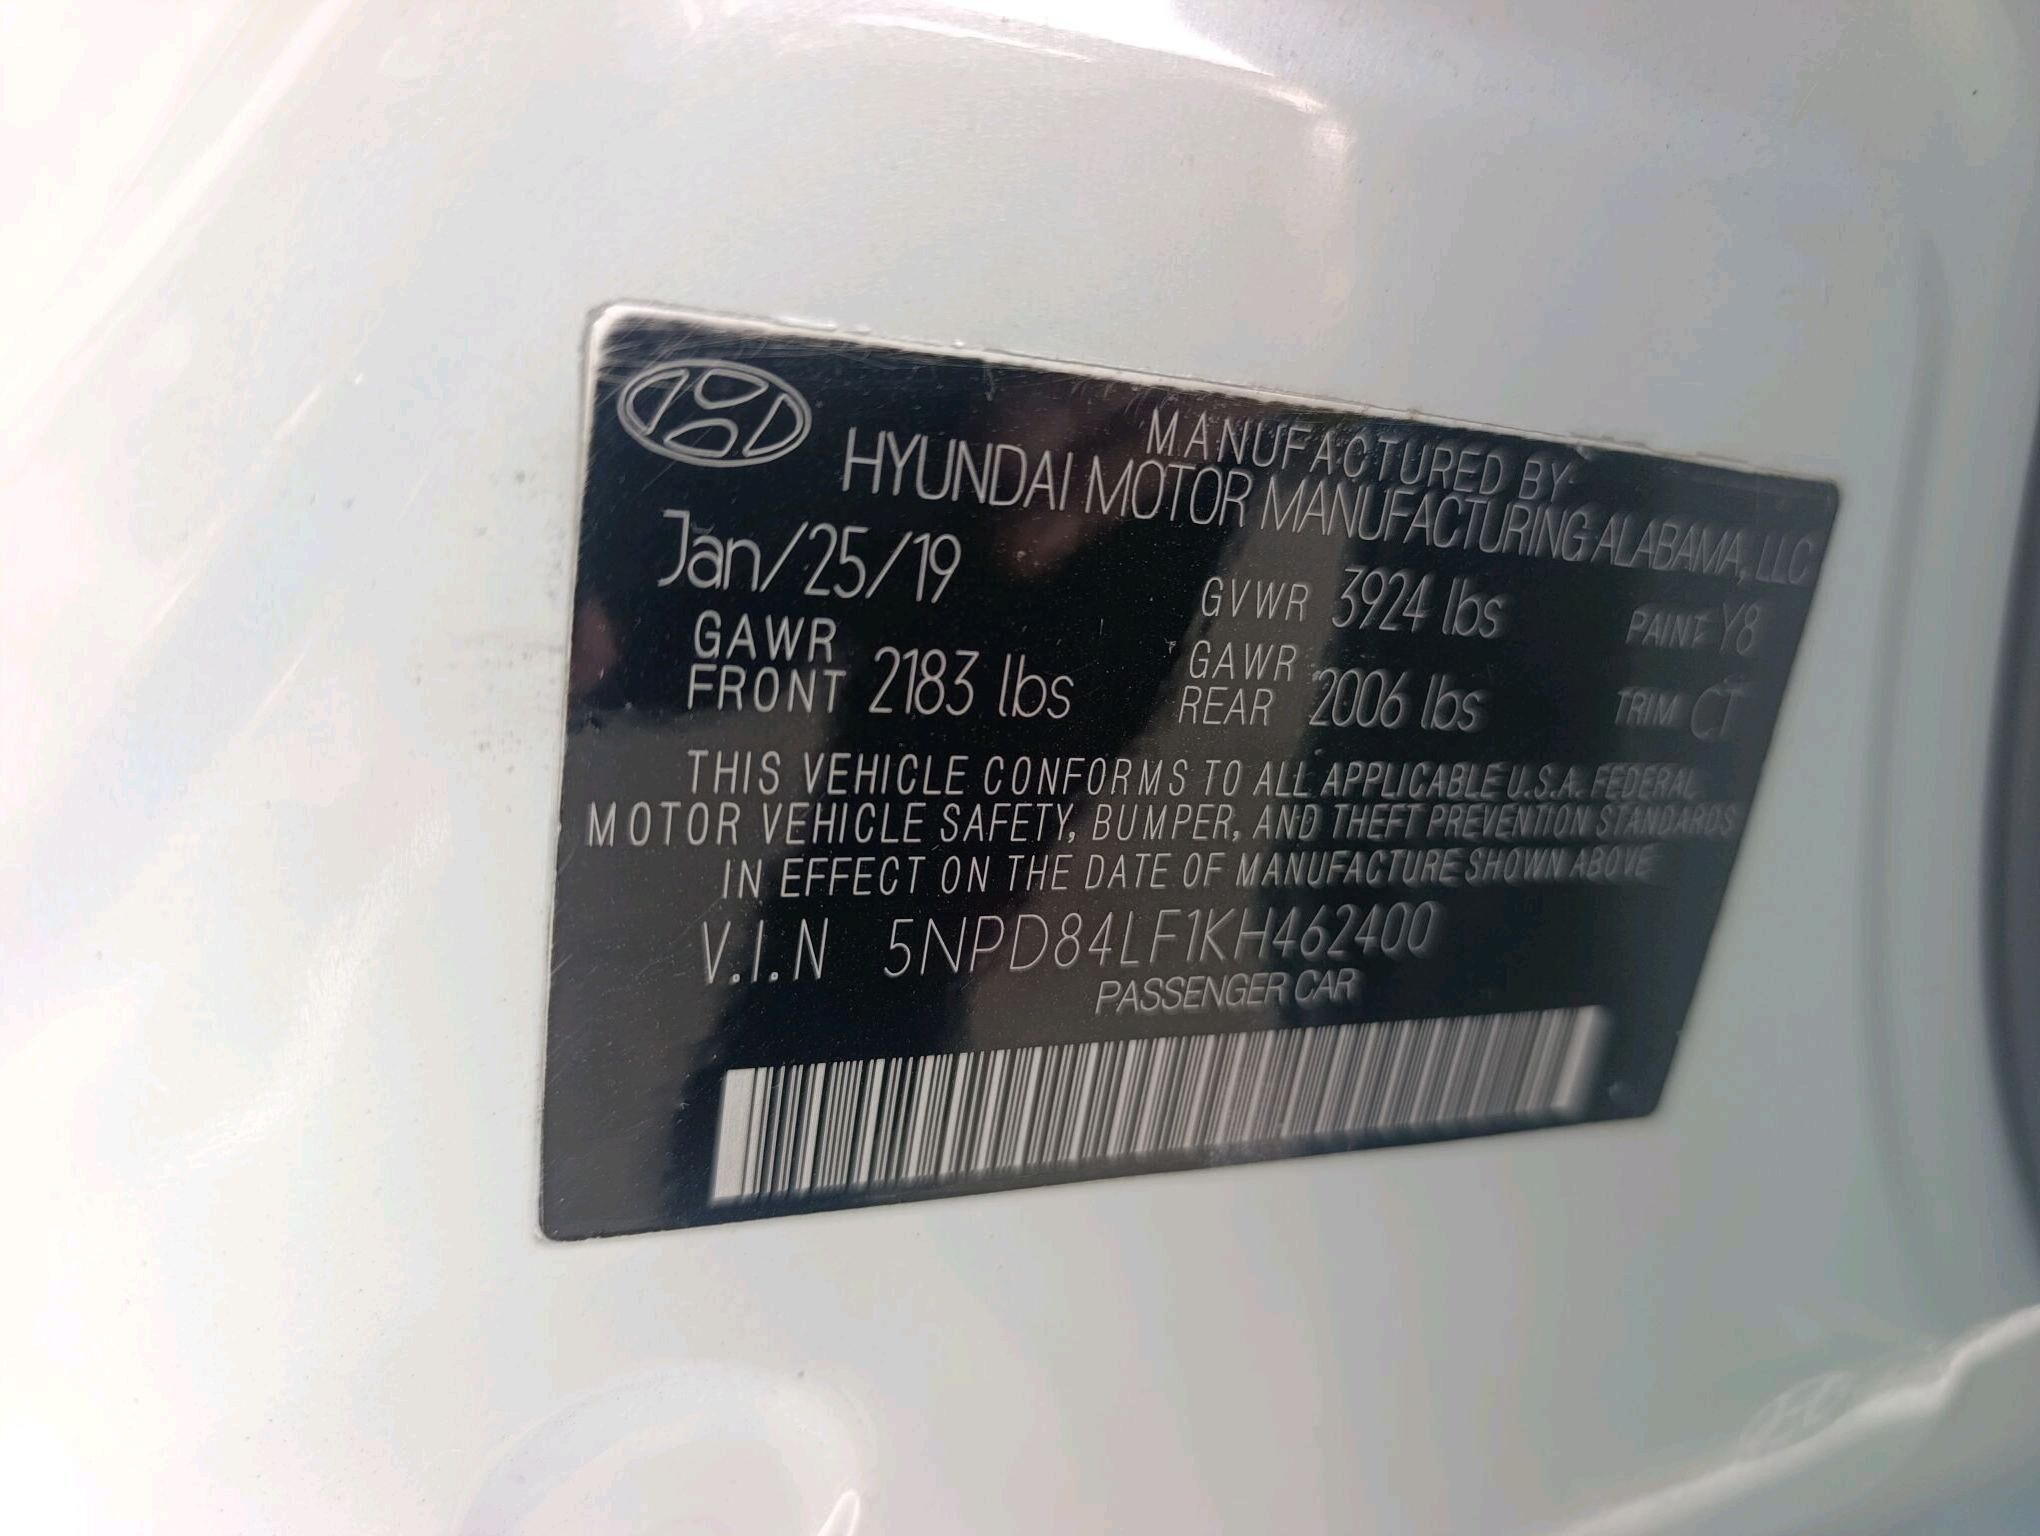 MANUFACTURED BY
HYUNDAI MOTOR MANUFACTURING ALABAMA, LLC
Jan/25/19
GVWR 3924 lbs
PAINT Y8
GAWR
FRONT 2183 lbs
GAWR
REAR 2006 lbs
TRIM CT
THIS VEHICLE CONFORMS TO ALL APPLICABLE U.S.A. FEDERAL
MOTOR VEHICLE SAFETY, BUMPER, AND THEFT PREVENTION STANDARDS
IN EFFECT ON THE DATE OF MANUFACTURE SHOWN ABOVE
V.I.N 5NPD84LF1KH462400
PASSENGER CAR